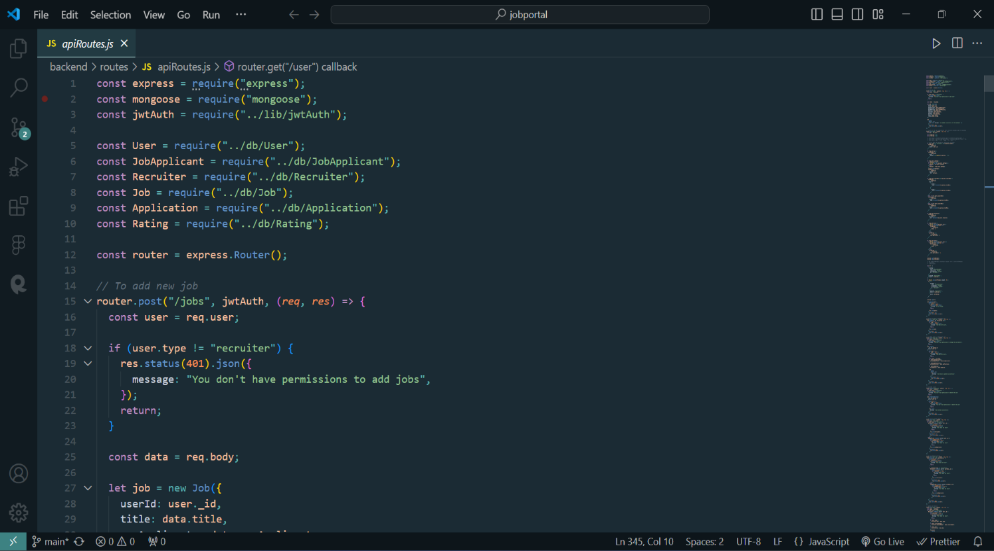 File Edit Selection View Go Run ··· jobportal
JS apiRoutes.js
backend > routes > JS apiRoutes.js > router.get("/user") callback
1 const express = require("express");
2 const mongoose = require("mongoose");
3 const jwtAuth = require("../lib/jwtAuth");
4
5 const User = require("../db/User");
6 const JobApplicant = require("../db/JobApplicant");
7 const Recruiter = require("../db/Recruiter");
8 const Job = require("../db/Job");
9 const Application = require("../db/Application");
10 const Rating = require("../db/Rating");
11
12 const router = express.Router();
13
14 // To add new job
15 router.post("/jobs", jwtAuth, (req, res) => {
16 const user = req.user;
17
18 if (user.type != "recruiter") {
19 res.status(401).json({
20 message: "You don't have permissions to add jobs",
21 });
22 return;
23 }
24
25 const data = req.body;
26
27 let job = new Job({
28 userId: user._id,
29 title: data.title,
2
main* 0 0 0 Ln 345, Col 10 Spaces: 2 UTF-8 LF {} JavaScript Go Live Prettier